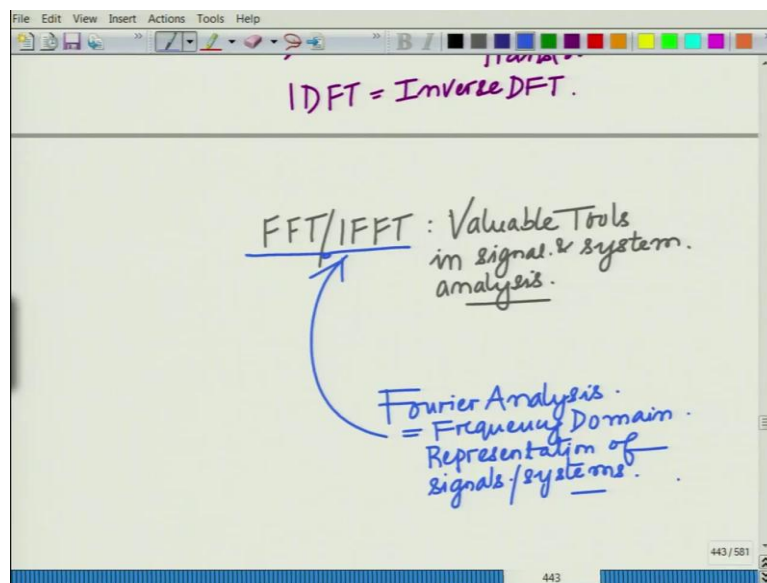 File Edit View Insert Actions Tools Help
IDFT = Inverse DFT.
FFT/IFFT : Valuable Tools
in signal & system.
analysis.
Fourier Analysis.
= Frequency Domain.
Representation of
signals/systems.
443/581
443